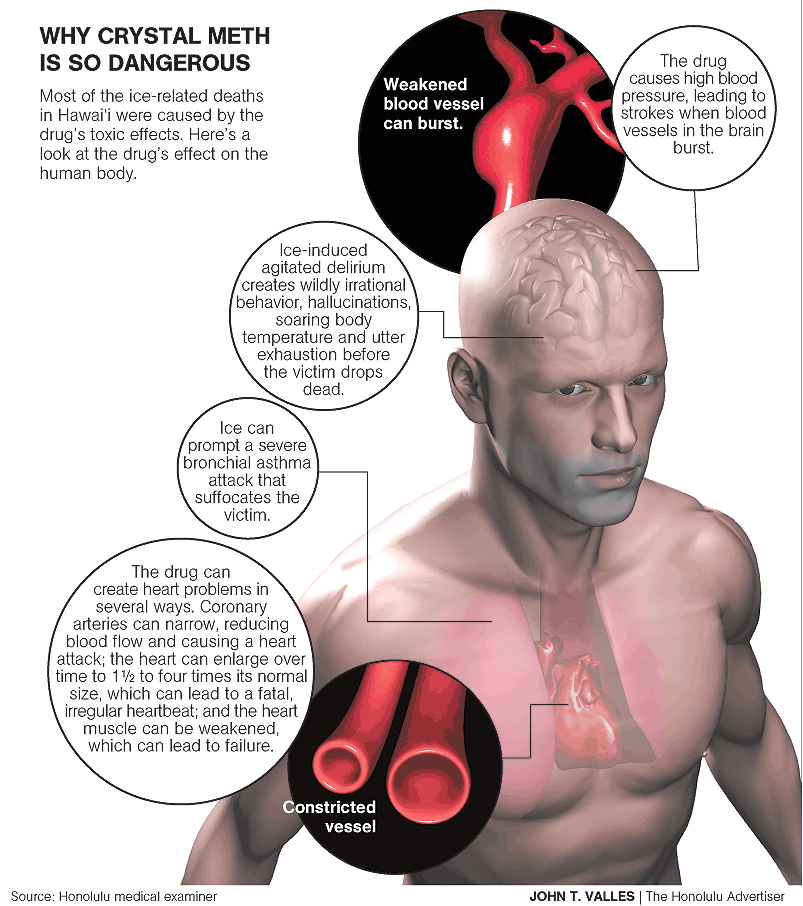 WHY CRYSTAL METH
IS SO DANGEROUS
Most of the ice-related deaths
in Hawai‘i were caused by the
drug’s toxic effects. Here’s a
look at the drug’s effect on the
human body.
Weakened
blood vessel
can burst.
The drug
causes high blood
pressure, leading to
strokes when blood
vessels in the brain
burst.
Ice-induced
agitated delirium
creates wildly irrational
behavior, hallucinations,
soaring body
temperature and utter
exhaustion before
the victim drops
dead.
Ice can
prompt a severe
bronchial asthma
attack that
suffocates the
victim.
The drug can
create heart problems in
several ways. Coronary
arteries can narrow, reducing
blood flow and causing a heart
attack; the heart can enlarge over
time to 1½ to four times its normal
size, which can lead to a fatal,
irregular heartbeat; and the heart
muscle can be weakened,
which can lead to failure.
Constricted
vessel
Source: Honolulu medical examiner
JOHN T. VALLES | The Honolulu Advertiser